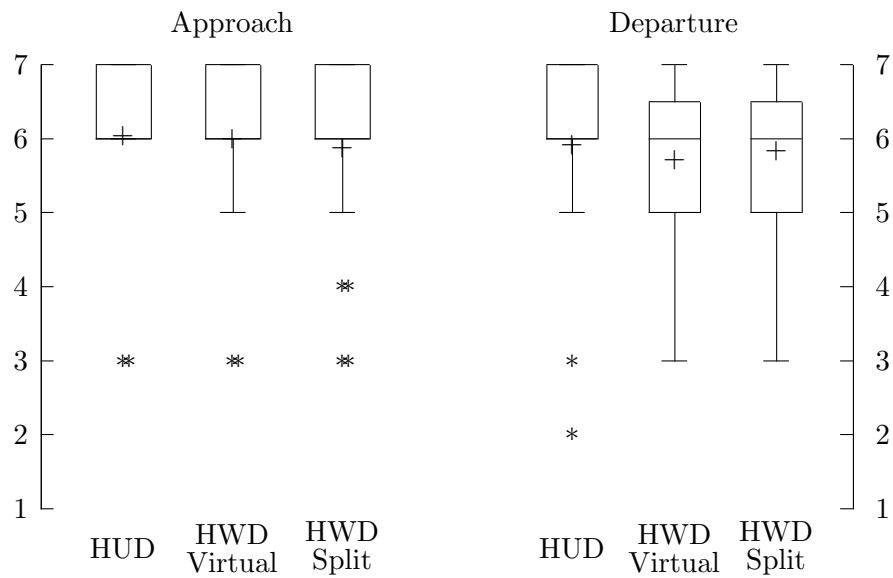 Approach
Departure
7
6
5
4
3
2
1
7
6
5
4
3
2
1
HUD
HWD
Virtual
HWD
Split
HUD
HWD
Virtual
HWD
Split